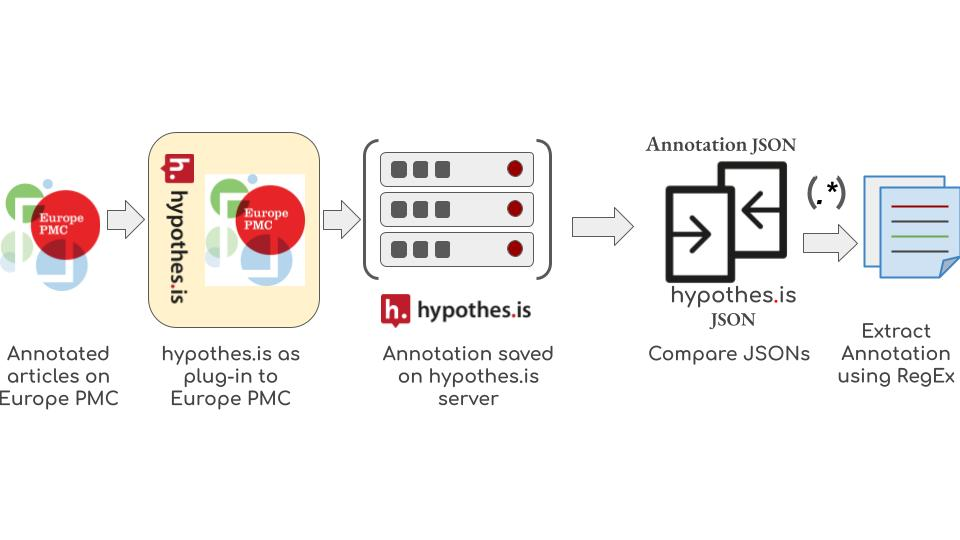 Europe
PMC
Annotated
articles on
Europe PMC
h.
hypothes.is
Europe
PMC
hypothes.is as
plug-in to
Europe PMC
h. hypothes.is
Annotation saved
on hypothes.is
server
Annotation JSON
hypothes.is
JSON
Compare JSONs
(.*)
Extract
Annotation
using RegEx